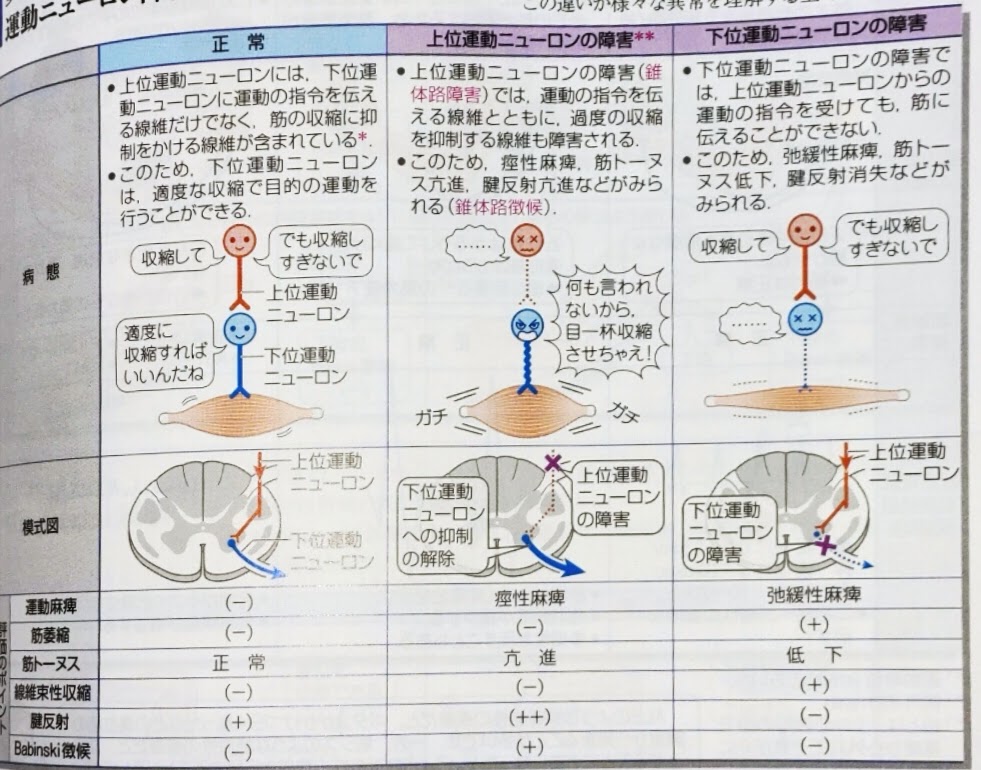 運動ニューロン
この違いが様々な異常を理解する上
正常
上位運動ニューロンの障害**
下位運動ニューロンの障害
病態
●上位運動ニューロンには，下位運
動ニューロンに運動の指令を伝え
る線維だけでなく，筋の収縮に抑
制をかける線維が含まれている*．
●このため，下位運動ニューロン
は，適度な収縮で目的の運動を
行うことができる．
収縮して
でも収縮し
すぎないで
上位運動
ニューロン
適度に
収縮すれば
いいんだね
下位運動
ニューロン
●上位運動ニューロンの障害(錐
体路障害)では，運動の指令を伝
える線維とともに，過度の収縮
を抑制する線維も障害される．
●このため，痙性麻痺，筋トーヌ
ス亢進，腱反射亢進などがみら
れる(錐体路徴候)．
……
何も言われ
ないから，
目一杯収縮
させちゃえ！
ガチ
ガチ
●下位運動ニューロンの障害で
は，上位運動ニューロンからの
運動の指令を受けても，筋に
伝えることができない．
●このため，弛緩性麻痺，筋トー
ヌス低下，腱反射消失などが
みられる．
収縮して
でも収縮し
すぎないで
……
模式図
上位運動
ニューロン
下位運動
ニューロン
下位運動
ニューロン
への抑制
の解除
上位運動
ニューロン
の障害
上位運動
ニューロン
下位運動
ニューロン
の障害
評価のポイント
運動麻痺 (−) 痙性麻痺 弛緩性麻痺
筋萎縮 (−) (−) (+)
筋トーヌス 正常 亢進 低下
線維束性収縮 (−) (−) (+)
腱反射 (+) (++) (−)
Babinski徴候 (−) (+) (−)